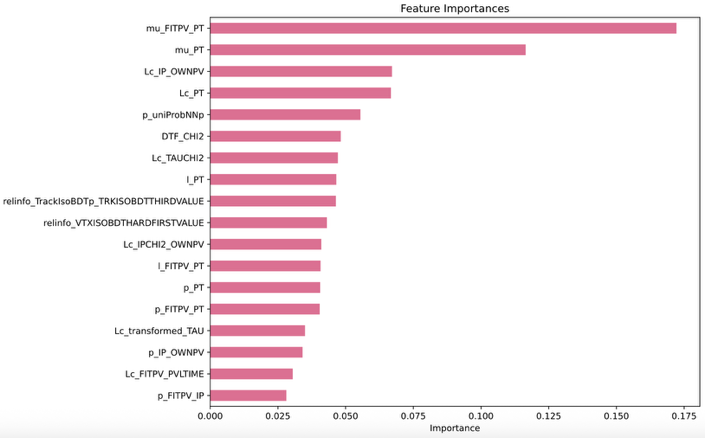 Feature Importances
mu_FITPV_PT
mu_PT
Lc_IP_OWNPV
Lc_PT
p_uniProbNNp
DTF_CHI2
Lc_TAUCHI2
l_PT
relinfo_TrackIsoBDTp_TRKISOBDTTHIRDVALUE
relinfo_VTXISOBDTHARDFIRSTVALUE
Lc_IPCHI2_OWNPV
l_FITPV_PT
p_PT
p_FITPV_PT
Lc_transformed_TAU
p_IP_OWNPV
Lc_FITPV_PVLTIME
p_FITPV_IP
0.000 0.025 0.050 0.075 0.100 0.125 0.150 0.175
Importance